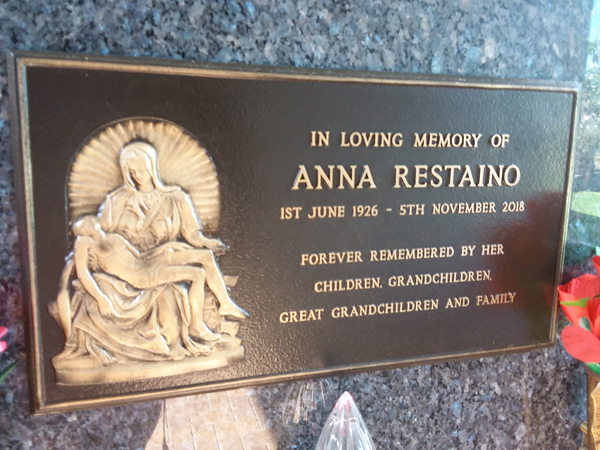 IN LOVING MEMORY OF
ANNA RESTAINO
1ST JUNE 1926 - 5TH NOVEMBER 2018
FOREVER REMEMBERED BY HER
CHILDREN, GRANDCHILDREN,
GREAT GRANDCHILDREN AND FAMILY